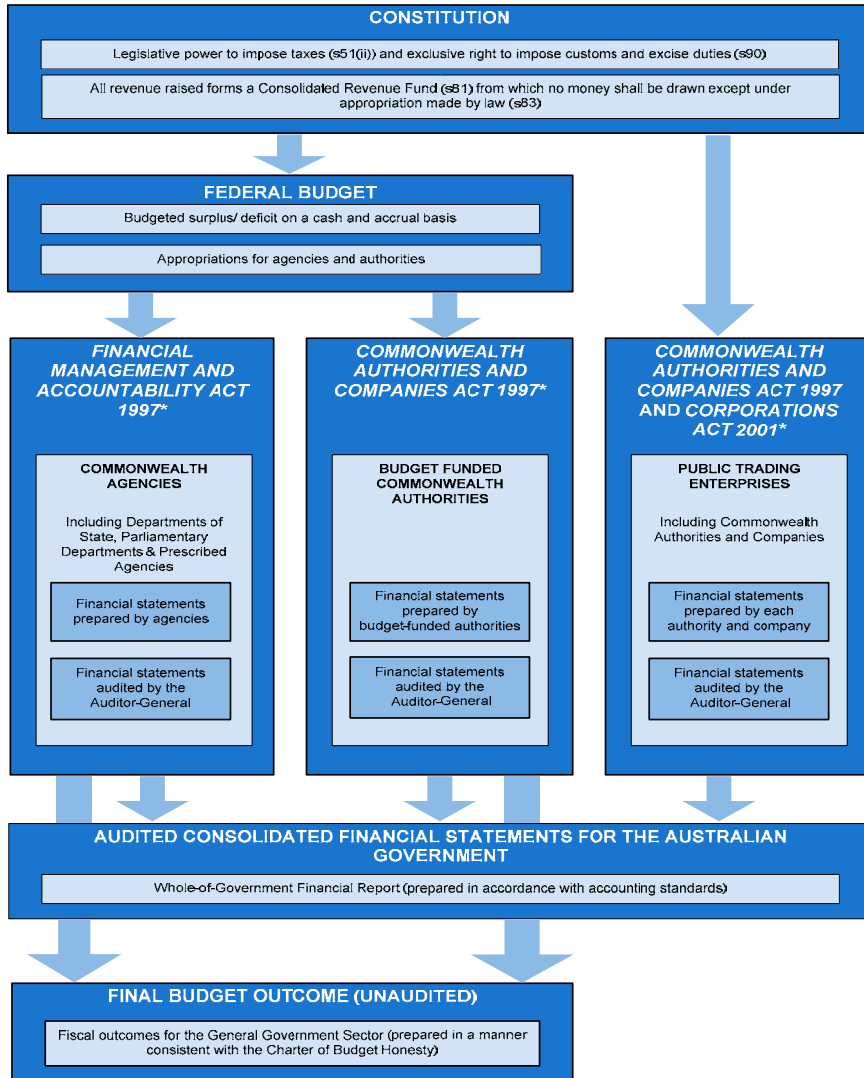 CONSTITUTION
Legislative power to impose taxes (s51(ii)) and exclusive right to impose customs and excise duties (s90)
All revenue raised forms a Consolidated Revenue Fund (s81) from which no money shall be drawn except under
appropriation made by law (s83)
FEDERAL BUDGET
Budgeted surplus/ deficit on a cash and accrual basis
Appropriations for agencies and authorities
FINANCIAL
MANAGEMENT AND
ACCOUNTABILITY ACT
1997*
COMMONWEALTH
AGENCIES
Including Departments of
State, Parliamentary
Departments & Prescribed
Agencies
Financial statements
prepared by agencies
Financial statements
audited by the
Auditor-General
COMMONWEALTH
AUTHORITIES AND
COMPANIES ACT 1997*
BUDGET FUNDED
COMMONWEALTH
AUTHORITIES
Financial statements
prepared by
budget-funded authorities
Financial statements
audited by the
Auditor-General
COMMONWEALTH
AUTHORITIES AND
COMPANIES ACT 1997
AND CORPORATIONS
ACT 2001*
PUBLIC TRADING
ENTERPRISES
Including Commonwealth
Authorities and Companies
Financial statements
prepared by each
authority and company
Financial statements
audited by the
Auditor-General
AUDITED CONSOLIDATED FINANCIAL STATEMENTS FOR THE AUSTRALIAN
GOVERNMENT
Whole-of-Government Financial Report (prepared in accordance with accounting standards)
FINAL BUDGET OUTCOME (UNAUDITED)
Fiscal outcomes for the General Government Sector (prepared in a manner
consistent with the Charter of Budget Honesty)